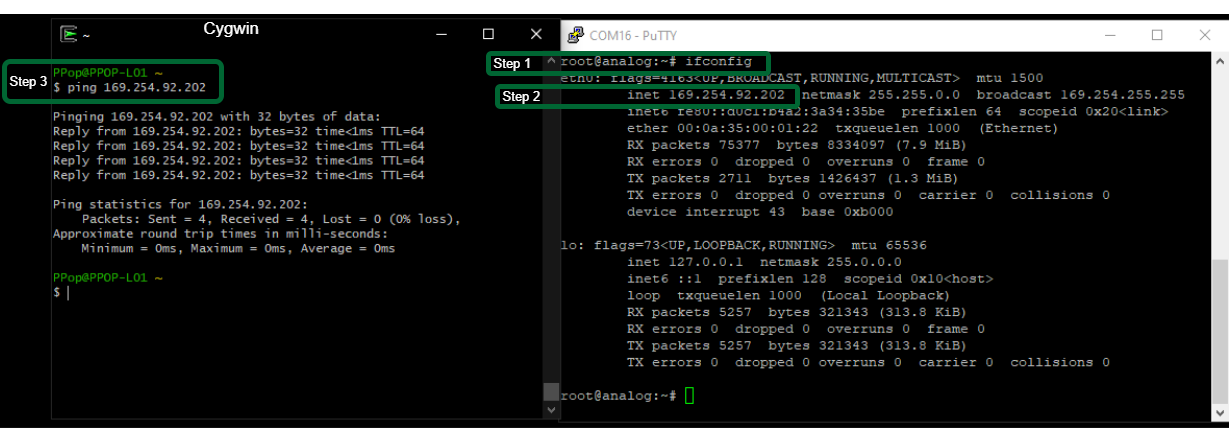 Cygwin
~
Step 3
PPop@PPOP-L01 ~
$ ping 169.254.92.202
Pinging 169.254.92.202 with 32 bytes of data:
Reply from 169.254.92.202: bytes=32 time<1ms TTL=64
Reply from 169.254.92.202: bytes=32 time<1ms TTL=64
Reply from 169.254.92.202: bytes=32 time<1ms TTL=64
Reply from 169.254.92.202: bytes=32 time<1ms TTL=64
Ping statistics for 169.254.92.202:
Packets: Sent = 4, Received = 4, Lost = 0 (0% loss),
Approximate round trip times in milli-seconds:
Minimum = 0ms, Maximum = 0ms, Average = 0ms
PPop@PPOP-L01 ~
$
COM16 - PuTTY
Step 1
root@analog:~# ifconfig
eth0: flags=4163<UP,BROADCAST,RUNNING,MULTICAST> mtu 1500
Step 2
inet 169.254.92.202 netmask 255.255.0.0 broadcast 169.254.255.255
inet6 fe80::d0c1:b4a2:3a34:35be prefixlen 64 scopeid 0x20<link>
ether 00:0a:35:00:01:22 txqueuelen 1000 (Ethernet)
RX packets 75377 bytes 8334097 (7.9 MiB)
RX errors 0 dropped 0 overruns 0 frame 0
TX packets 2711 bytes 1426437 (1.3 MiB)
TX errors 0 dropped 0 overruns 0 carrier 0 collisions 0
device interrupt 43 base 0xb000
lo: flags=73<UP,LOOPBACK,RUNNING> mtu 65536
inet 127.0.0.1 netmask 255.0.0.0
inet6 ::1 prefixlen 128 scopeid 0x10<host>
loop txqueuelen 1000 (Local Loopback)
RX packets 5257 bytes 321343 (313.8 KiB)
RX errors 0 dropped 0 overruns 0 frame 0
TX packets 5257 bytes 321343 (313.8 KiB)
TX errors 0 dropped 0 overruns 0 carrier 0 collisions 0
root@analog:~#